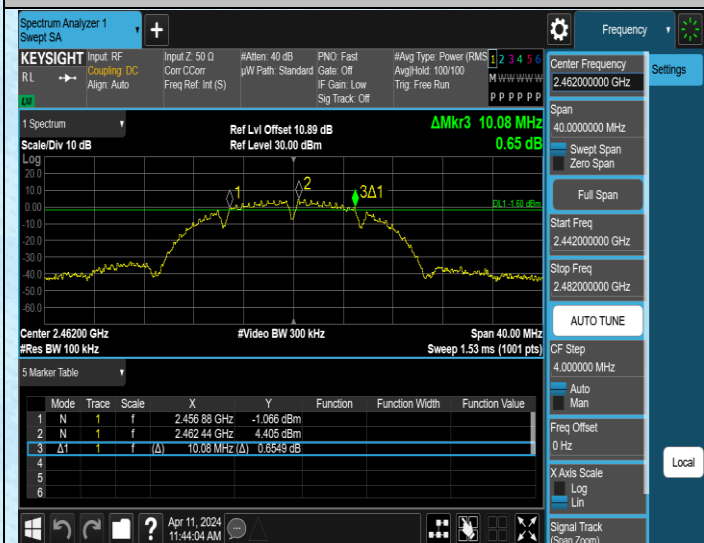 Spectrum Analyzer 1
Swept SA
+
Frequency
KEYSIGHT Input: RF Input Z: 50 Ω #Atten: 40 dB PNO: Fast #Avg Type: Power (RMS 1 2 3 4 5 6
RL Coupling: DC Corr CCorr µW Path: Standard Gate: Off Avg|Hold: 100/100 M W W W W W
Align: Auto Freq Ref: Int (S) IF Gain: Low Trig: Free Run
Sig Track: Off P P P P P P
LXI
1 Spectrum
Scale/Div 10 dB
Ref Lvl Offset 10.89 dB
Ref Level 30.00 dBm
ΔMkr3 10.08 MHz
0.65 dB
Log
20.0
10.0
0.00
-10.0
-20.0
-30.0
-40.0
-50.0
-60.0
1
2
3Δ1
DL1 -1.60 dBm
Center 2.46200 GHz #Video BW 300 kHz Span 40.00 MHz
#Res BW 100 kHz Sweep 1.53 ms (1001 pts)
5 Marker Table
Mode Trace Scale X Y Function Function Width Function Value
1 N 1 f 2.456 88 GHz -1.066 dBm
2 N 1 f 2.462 44 GHz 4.405 dBm
3 Δ1 1 f (Δ) 10.08 MHz (Δ) 0.6549 dB
4
5
6
?
Apr 11, 2024
11:44:04 AM
Center Frequency
2.462000000 GHz
Settings
Span
40.0000000 MHz
Swept Span
Zero Span
Full Span
Start Freq
2.442000000 GHz
Stop Freq
2.482000000 GHz
AUTO TUNE
CF Step
4.000000 MHz
Auto
Man
Freq Offset
0 Hz
Local
X Axis Scale
Log
Lin
Signal Track
(Span Zoom)